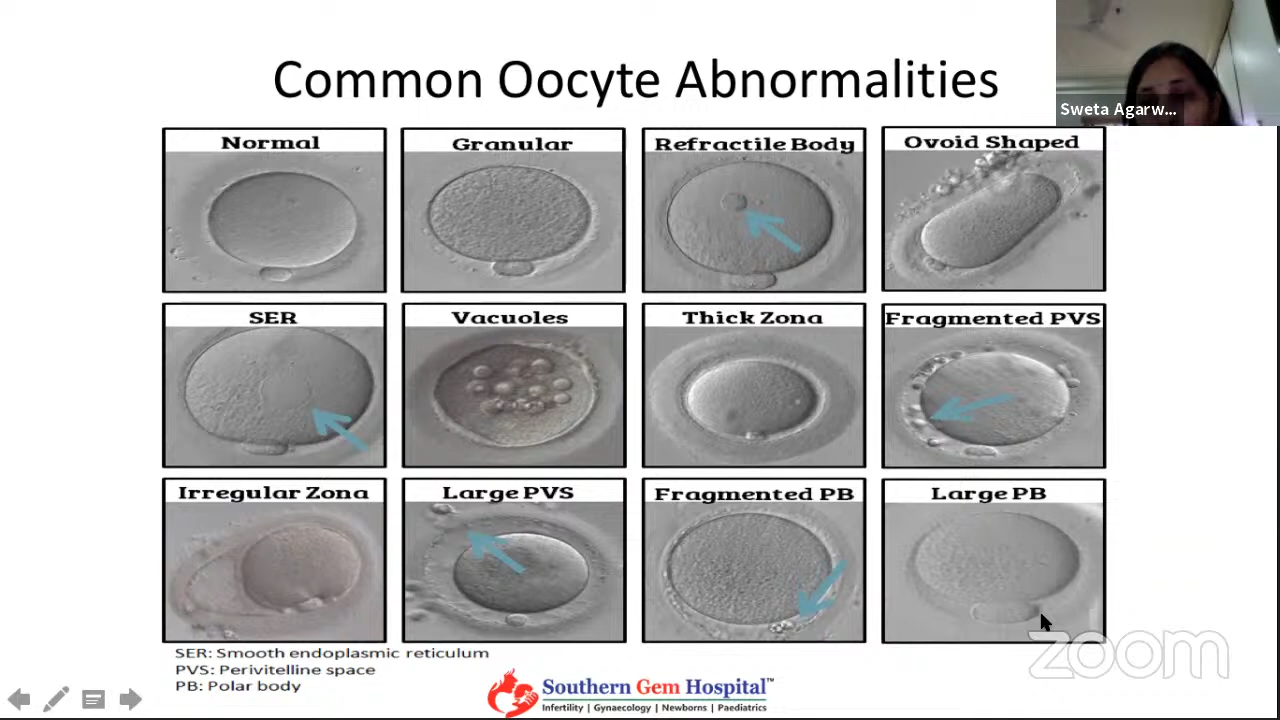 Common Oocyte Abnormalities
Sweta Agarw...
Normal
Granular
Refractile Body
Ovoid Shaped
SER
Vacuoles
Thick Zona
Fragmented PVS
Irregular Zona
Large PVS
Fragmented PB
Large PB
SER: Smooth endoplasmic reticulum
PVS: Perivitelline space
PB: Polar body
Southern Gem Hospital™
Infertility | Gynaecology | Newborns | Paediatrics
zoom